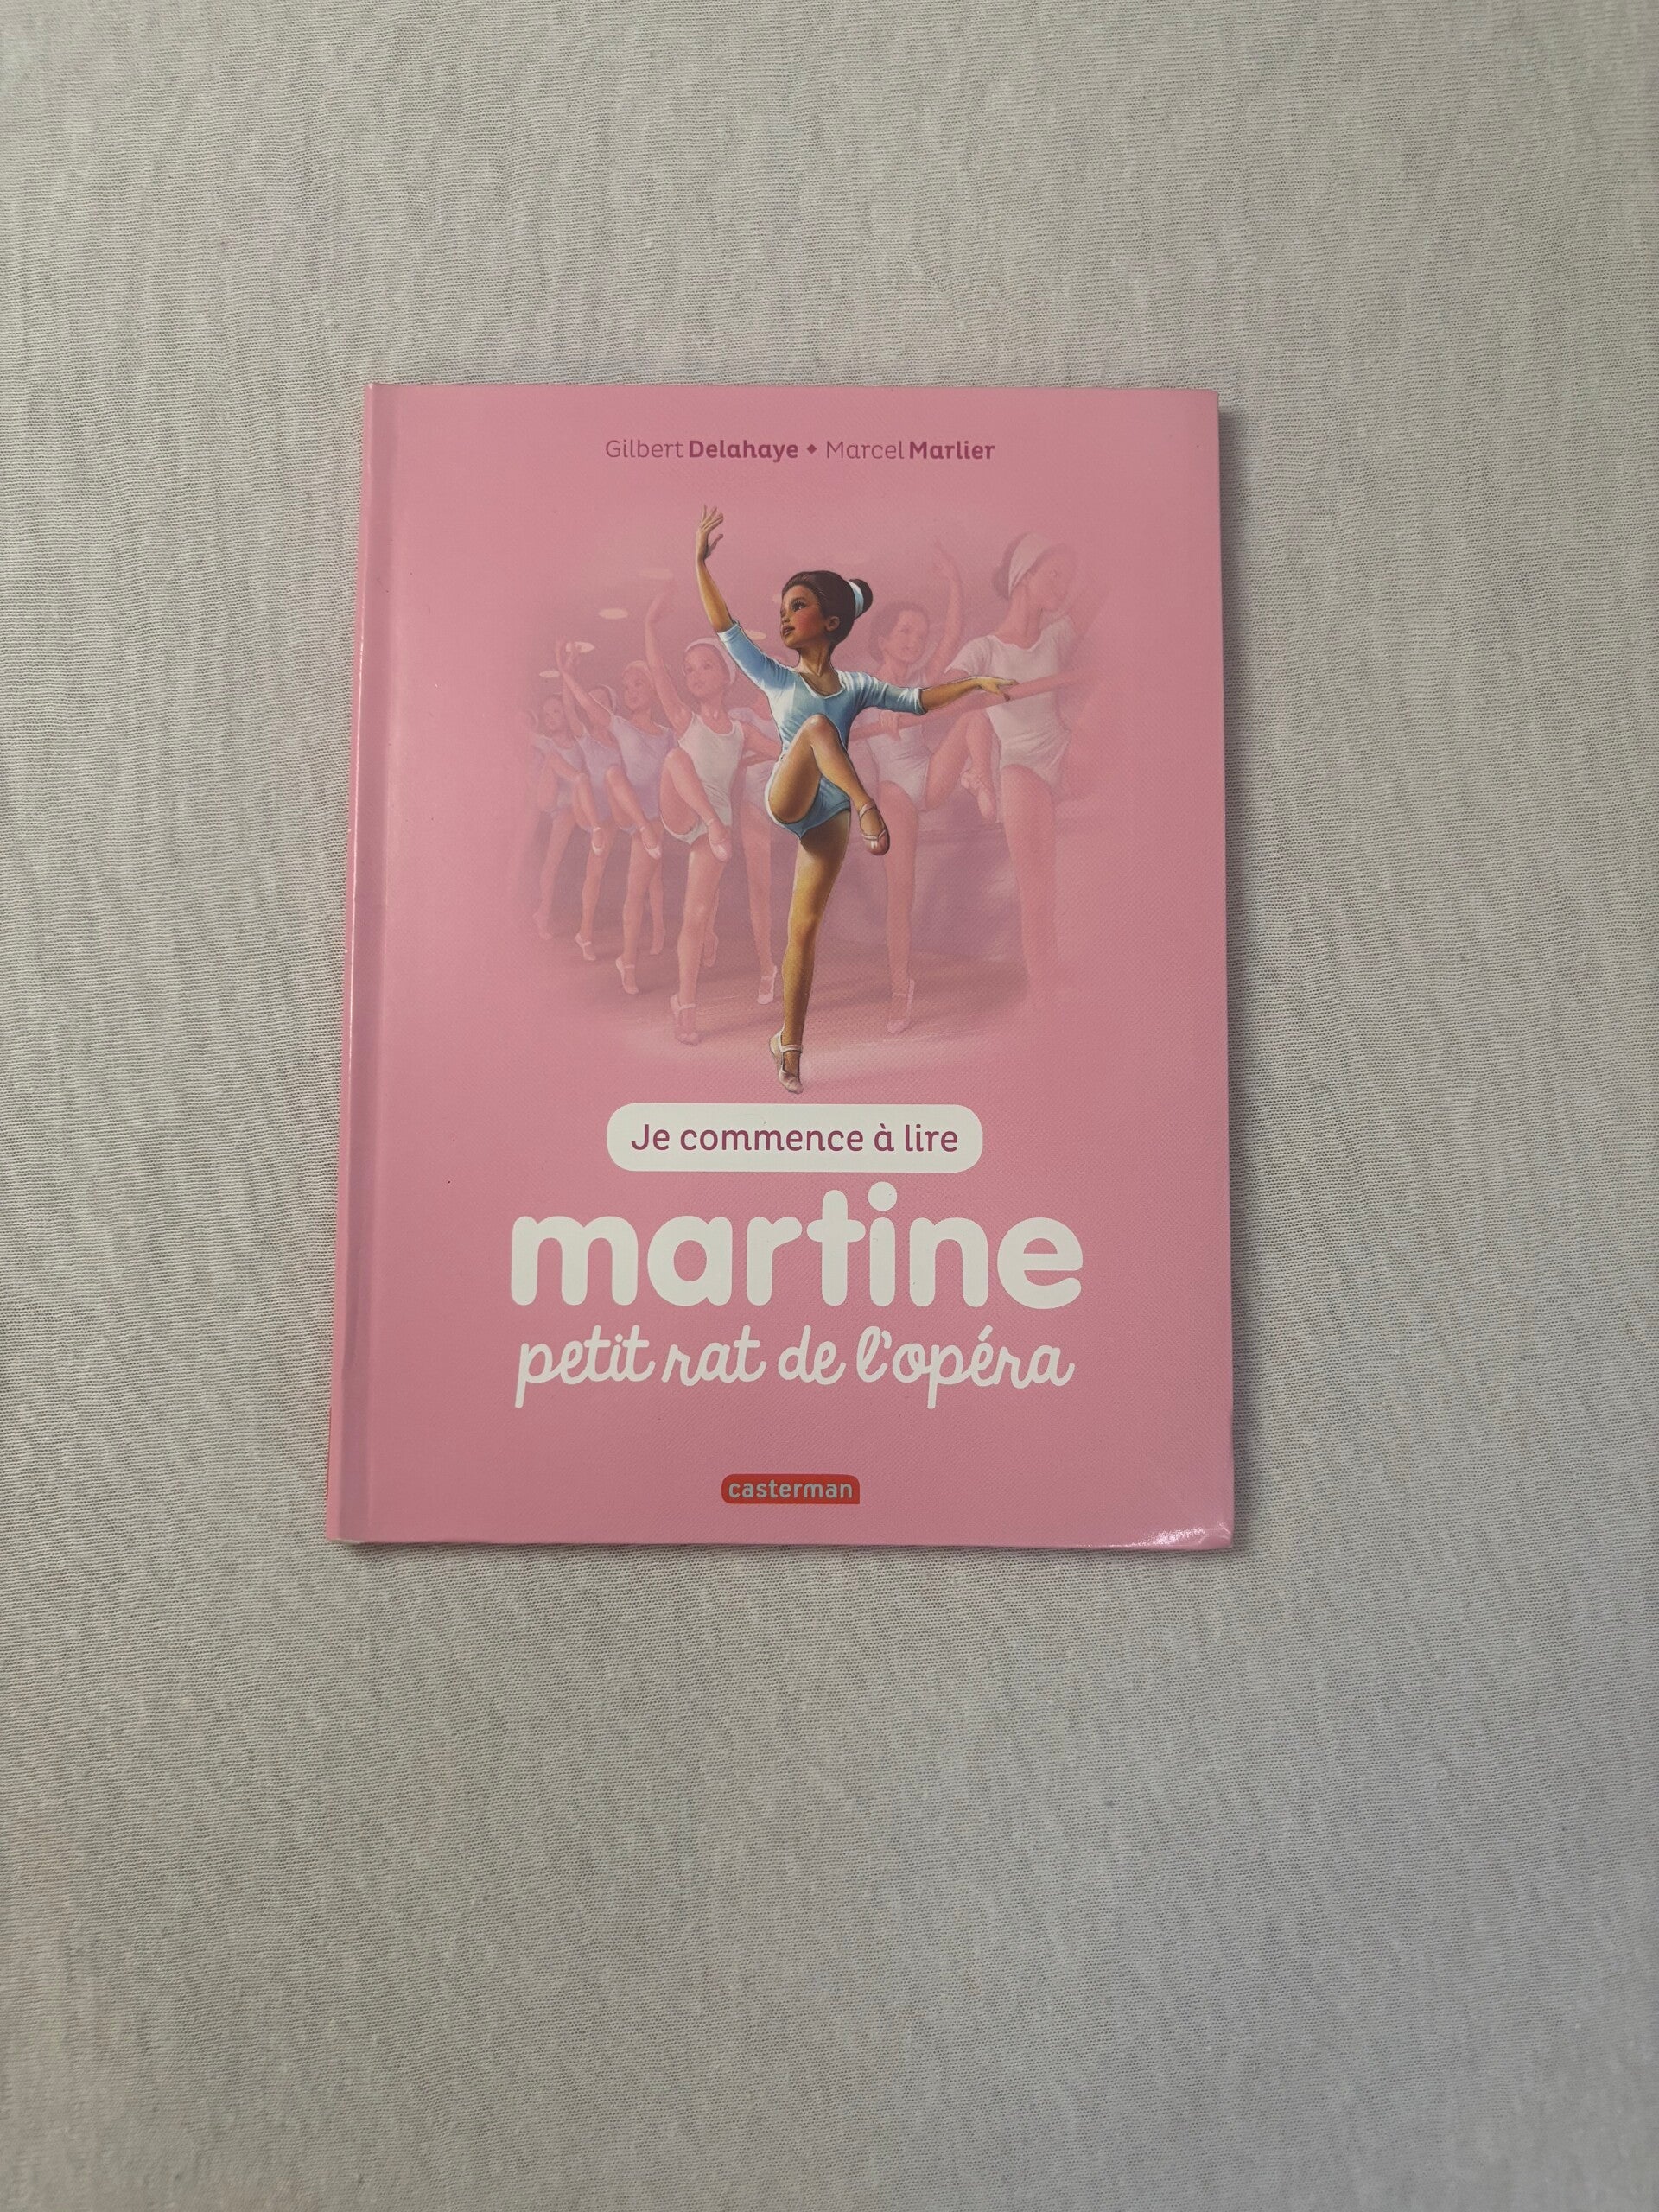 Gilbert Delahaye • Marcel Marlier
Je commence à lire
martine
petit rat de l'opéra
casterman